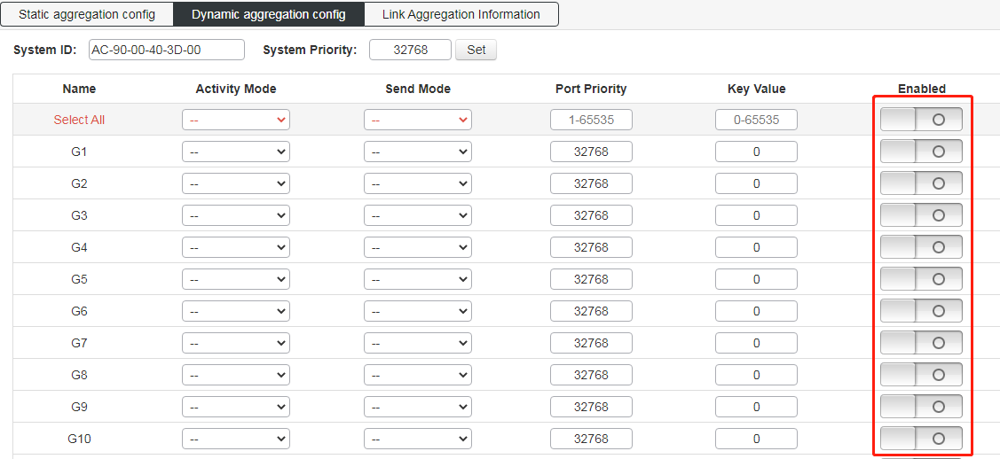 Static aggregation config Dynamic aggregation config Link Aggregation Information
System ID: AC-90-00-40-3D-00 System Priority: 32768 Set
Name Activity Mode Send Mode Port Priority Key Value Enabled
Select All -- -- 1-65535 0-65535
G1 -- -- 32768 0
G2 -- -- 32768 0
G3 -- -- 32768 0
G4 -- -- 32768 0
G5 -- -- 32768 0
G6 -- -- 32768 0
G7 -- -- 32768 0
G8 -- -- 32768 0
G9 -- -- 32768 0
G10 -- -- 32768 0